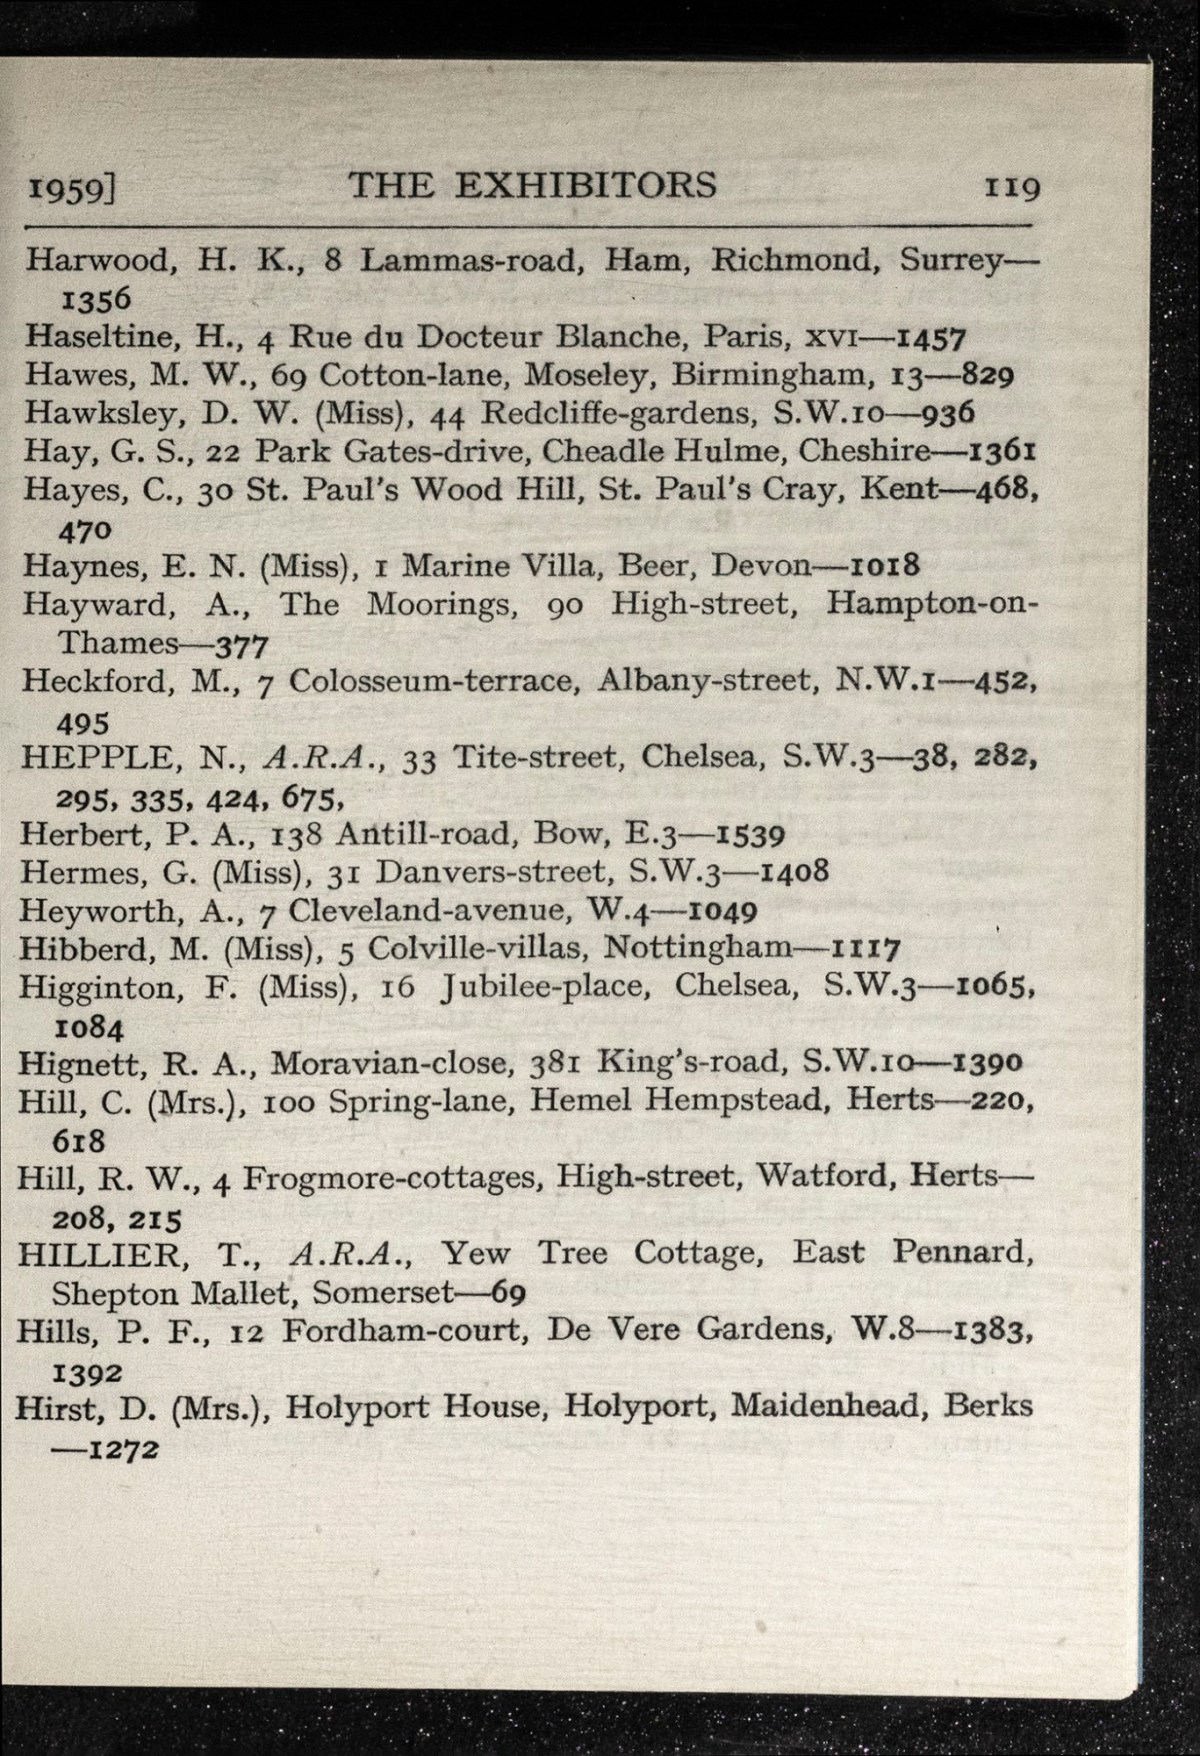 1959] THE EXHIBITORS 119
Harwood, H. K., 8 Lammas-road, Ham, Richmond, Surrey—
1356
Haseltine, H., 4 Rue du Docteur Blanche, Paris, XVI—1457
Hawes, M. W., 69 Cotton-lane, Moseley, Birmingham, 13—829
Hawksley, D. W. (Miss), 44 Redcliffe-gardens, S.W.10—936
Hay, G. S., 22 Park Gates-drive, Cheadle Hulme, Cheshire—1361
Hayes, C., 30 St. Paul's Wood Hill, St. Paul's Cray, Kent—468,
470
Haynes, E. N. (Miss), 1 Marine Villa, Beer, Devon—1018
Hayward, A., The Moorings, 90 High-street, Hampton-on-
Thames—377
Heckford, M., 7 Colosseum-terrace, Albany-street, N.W.1—452,
495
HEPPLE, N., A.R.A., 33 Tite-street, Chelsea, S.W.3—38, 282,
295, 335, 424, 675,
Herbert, P. A., 138 Antill-road, Bow, E.3—1539
Hermes, G. (Miss), 31 Danvers-street, S.W.3—1408
Heyworth, A., 7 Cleveland-avenue, W.4—1049
Hibberd, M. (Miss), 5 Colville-villas, Nottingham—1117
Higginton, F. (Miss), 16 Jubilee-place, Chelsea, S.W.3—1065,
1084
Hignett, R. A., Moravian-close, 381 King's-road, S.W.10—1390
Hill, C. (Mrs.), 100 Spring-lane, Hemel Hempstead, Herts—220,
618
Hill, R. W., 4 Frogmore-cottages, High-street, Watford, Herts—
208, 215
HILLIER, T., A.R.A., Yew Tree Cottage, East Pennard,
Shepton Mallet, Somerset—69
Hills, P. F., 12 Fordham-court, De Vere Gardens, W.8—1383,
1392
Hirst, D. (Mrs.), Holyport House, Holyport, Maidenhead, Berks
—1272